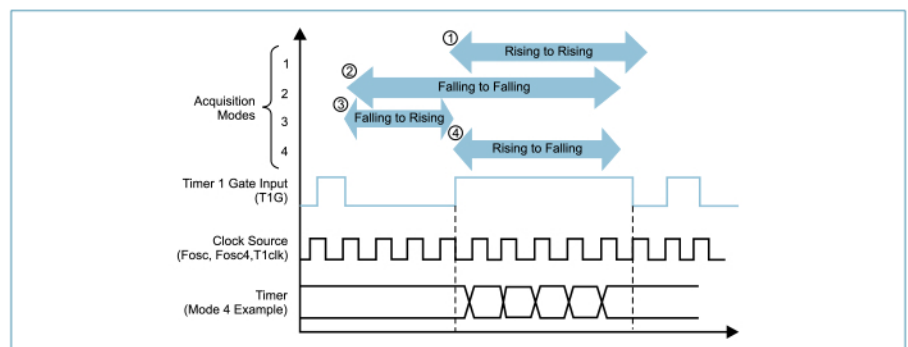 ① Rising to Rising
1
② Falling to Falling
2
Acquisition
Modes
③ Falling to Rising
3
④ Rising to Falling
4
Timer 1 Gate Input
(T1G)
Clock Source
(Fosc, Fosc4,T1clk)
Timer
(Mode 4 Example)